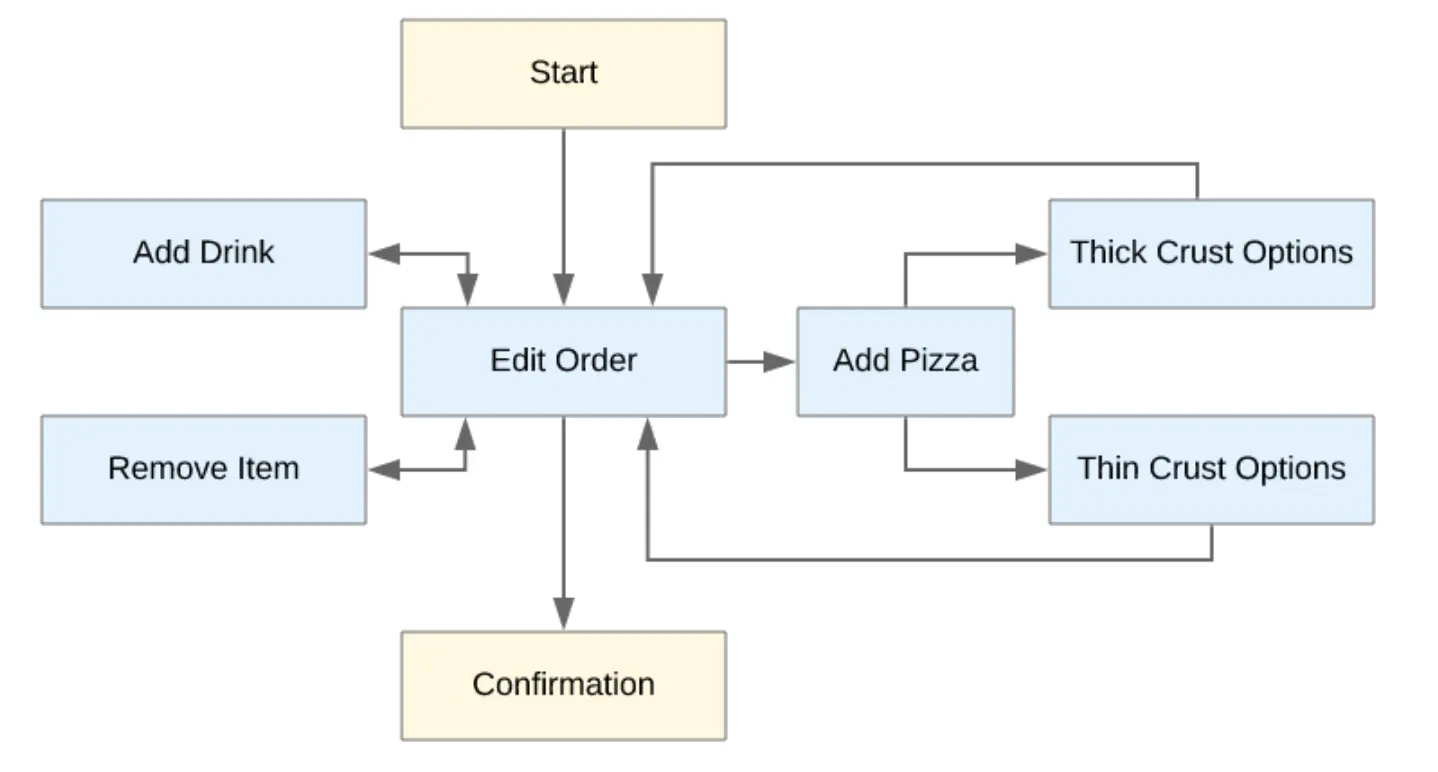 Start
Add Drink
Thick Crust Options
Edit Order
Add Pizza
Remove Item
Thin Crust Options
Confirmation